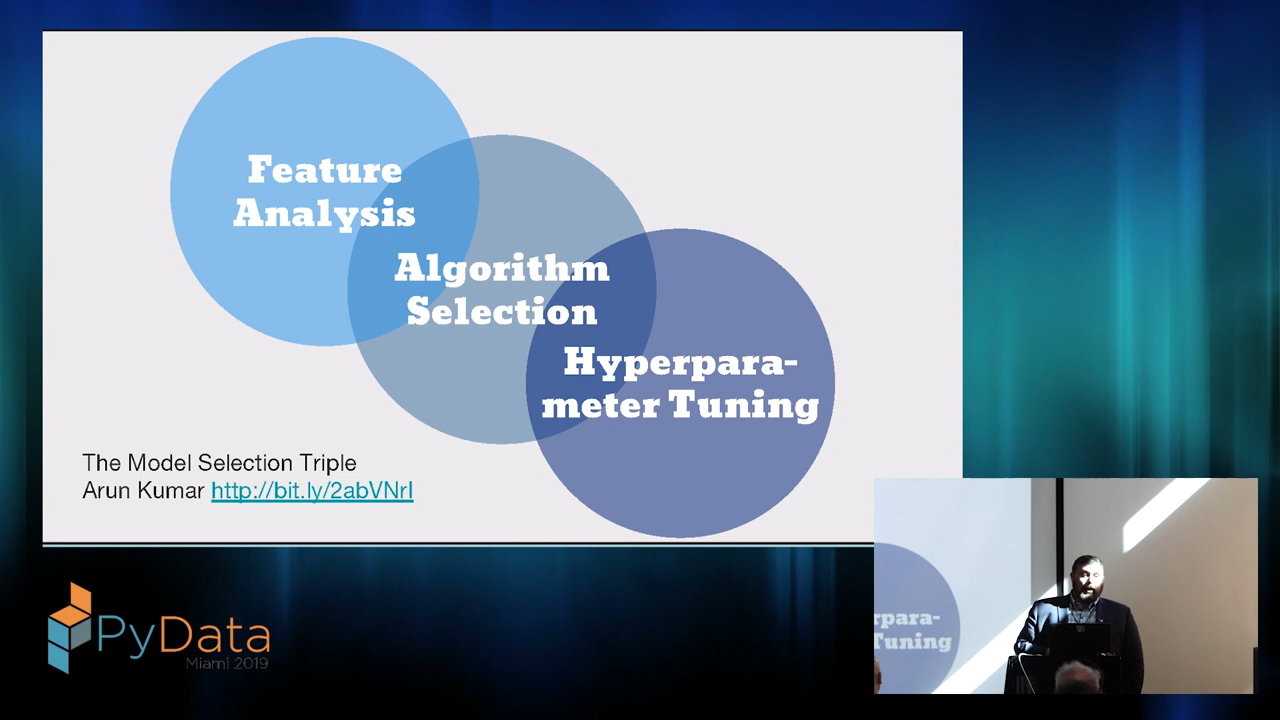 Feature
Analysis
Algorithm
Selection
Hyperpara-
meter Tuning
The Model Selection Triple
Arun Kumar http://bit.ly/2abVNrI
PyData
Miami 2019
rpara-
Tuning